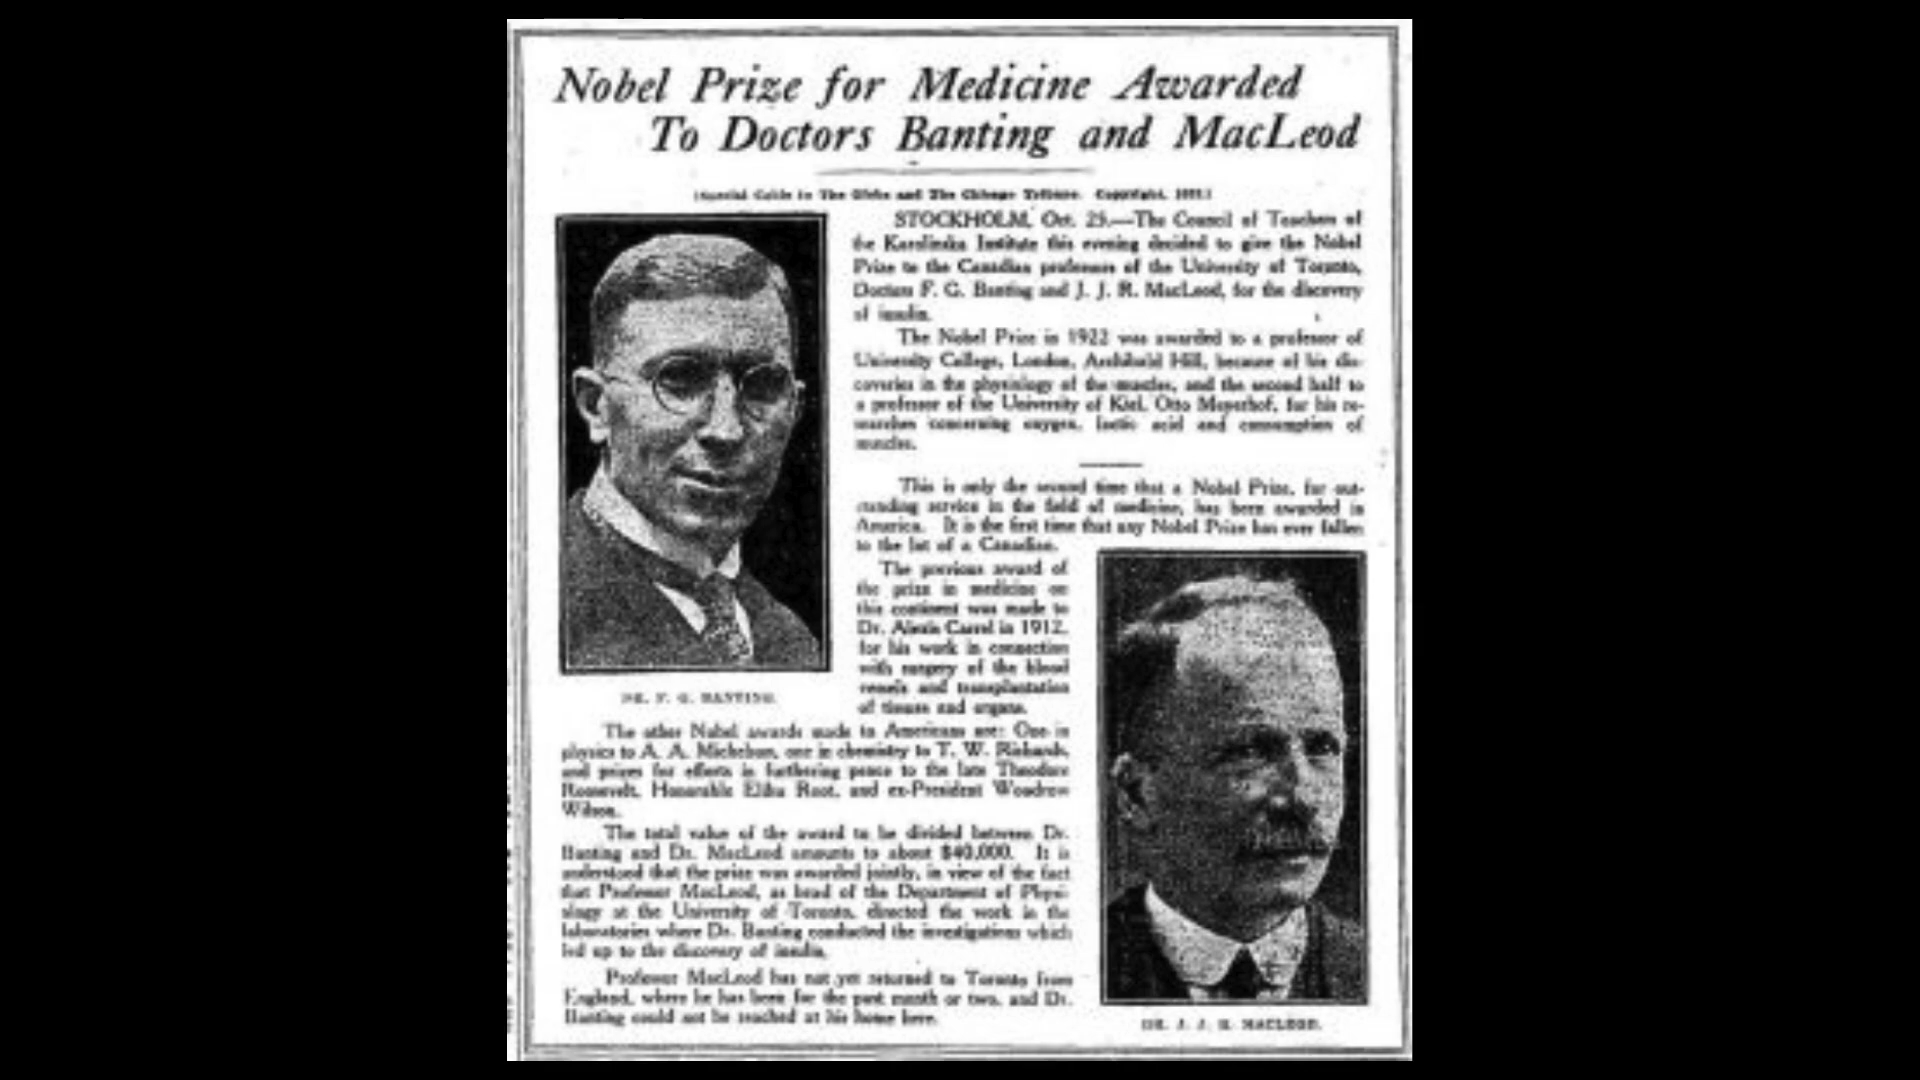 Nobel Prize for Medicine Awarded
To Doctors Banting and MacLeod
(Special Cable to The Globe and The Chicago Tribune. Copyright, 1923.)
STOCKHOLM, Oct. 25.—The Council of Teachers of
the Karolinska Institute this evening decided to give the Nobel
Prize to the Canadian professors of the University of Toronto,
Doctors F. G. Banting and J. J. R. MacLeod, for the discovery
of insulin.
The Nobel Prize in 1922 was awarded to a professor of
University College, London, Archibald Hill, because of his dis-
coveries in the physiology of the muscles, and the second half to
a professor of the University of Kiel, Otto Meyerhof, for his re-
searches concerning oxygen, lactic acid and consumption of
muscles.
This is only the second time that a Nobel Prize, for out-
standing service in the field of medicine, has been awarded in
America. It is the first time that any Nobel Prize has ever fallen
to the lot of a Canadian.
The previous award of
the prize in medicine on
this continent was made to
Dr. Alexis Carrel in 1912,
for his work in connection
with surgery of the blood
vessels and transplantation
of tissues and organs.
DR. F. G. BANTING.
The other Nobel awards made to Americans are: One in
physics to A. A. Michelson, one in chemistry to T. W. Richards,
and prizes for efforts in furthering peace to the late Theodore
Roosevelt, Honorable Elihu Root, and ex-President Woodrow
Wilson.
The total value of the award to be divided between Dr.
Banting and Dr. MacLeod amounts to about $40,000. It is
understood that the prize was awarded jointly, in view of the fact
that Professor MacLeod, as head of the Department of Physi-
ology at the University of Toronto, directed the work in the
laboratories where Dr. Banting conducted the investigations which
led up to the discovery of insulin.
Professor MacLeod has not yet returned to Toronto from
England, where he has been for the past month or two, and Dr.
Banting could not be reached at his home here.
DR. J. J. R. MACLEOD.